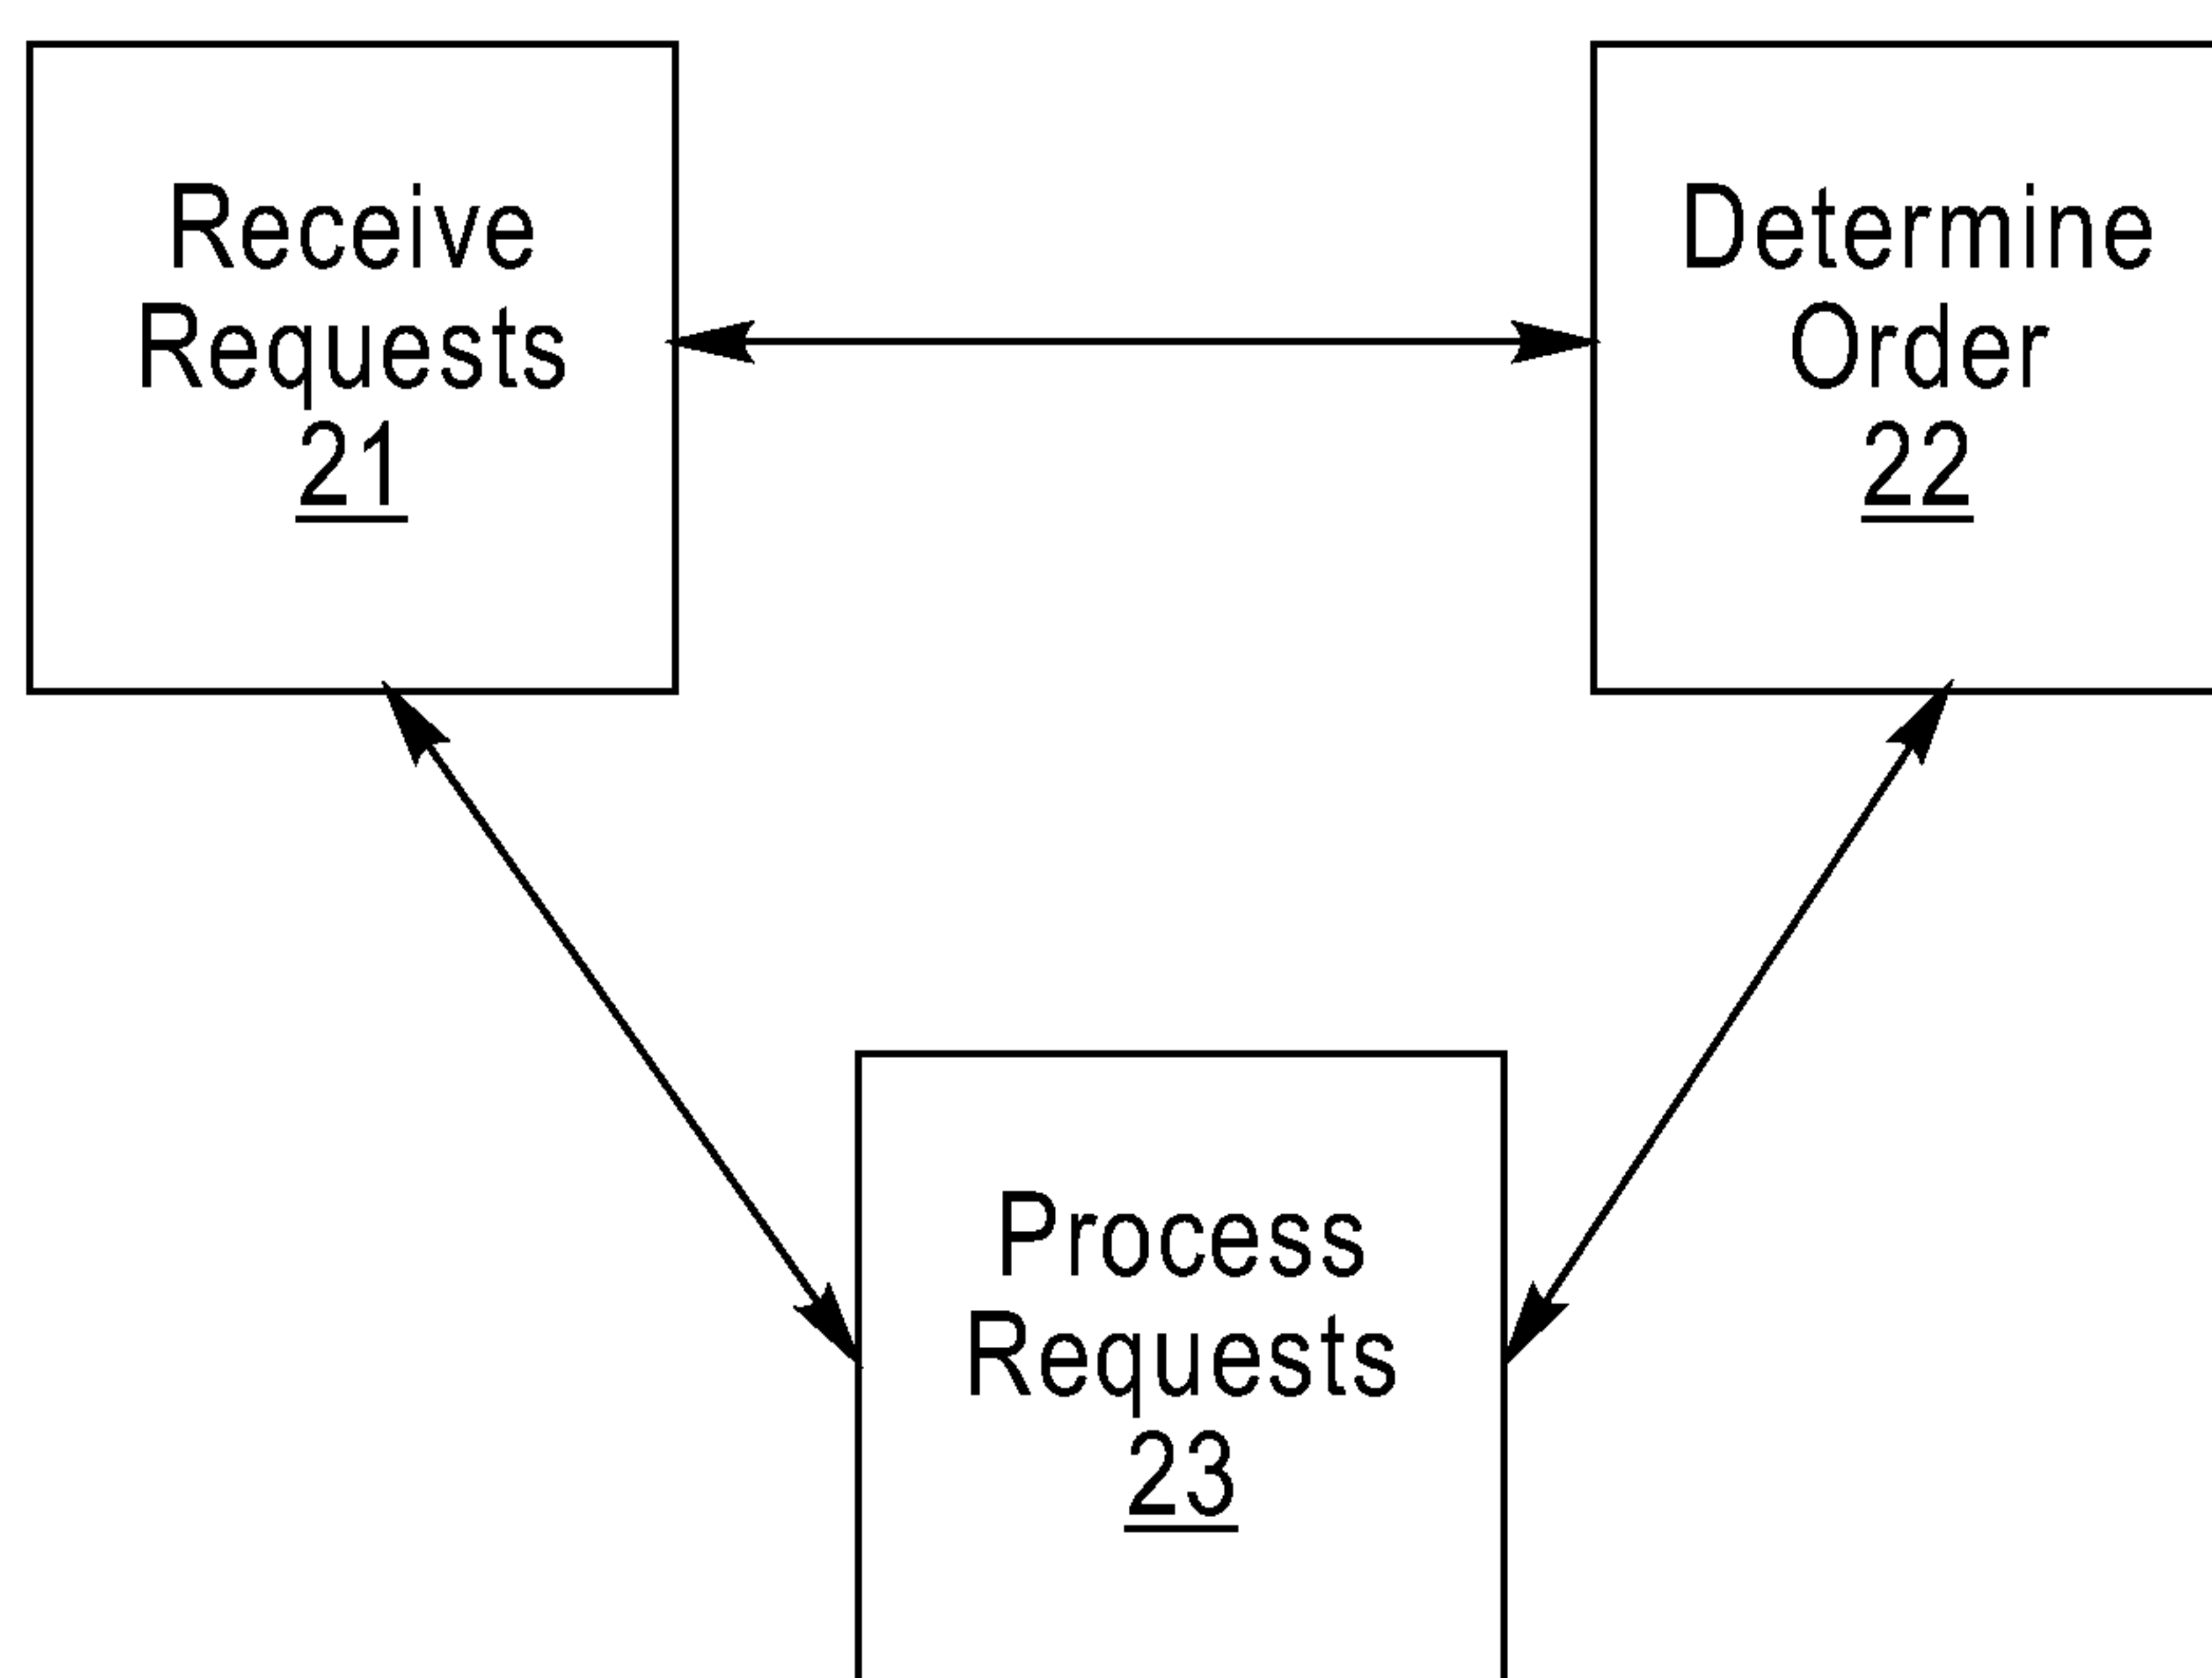 Receive
Requests
21
Determine
Order
22
Process
Requests
23